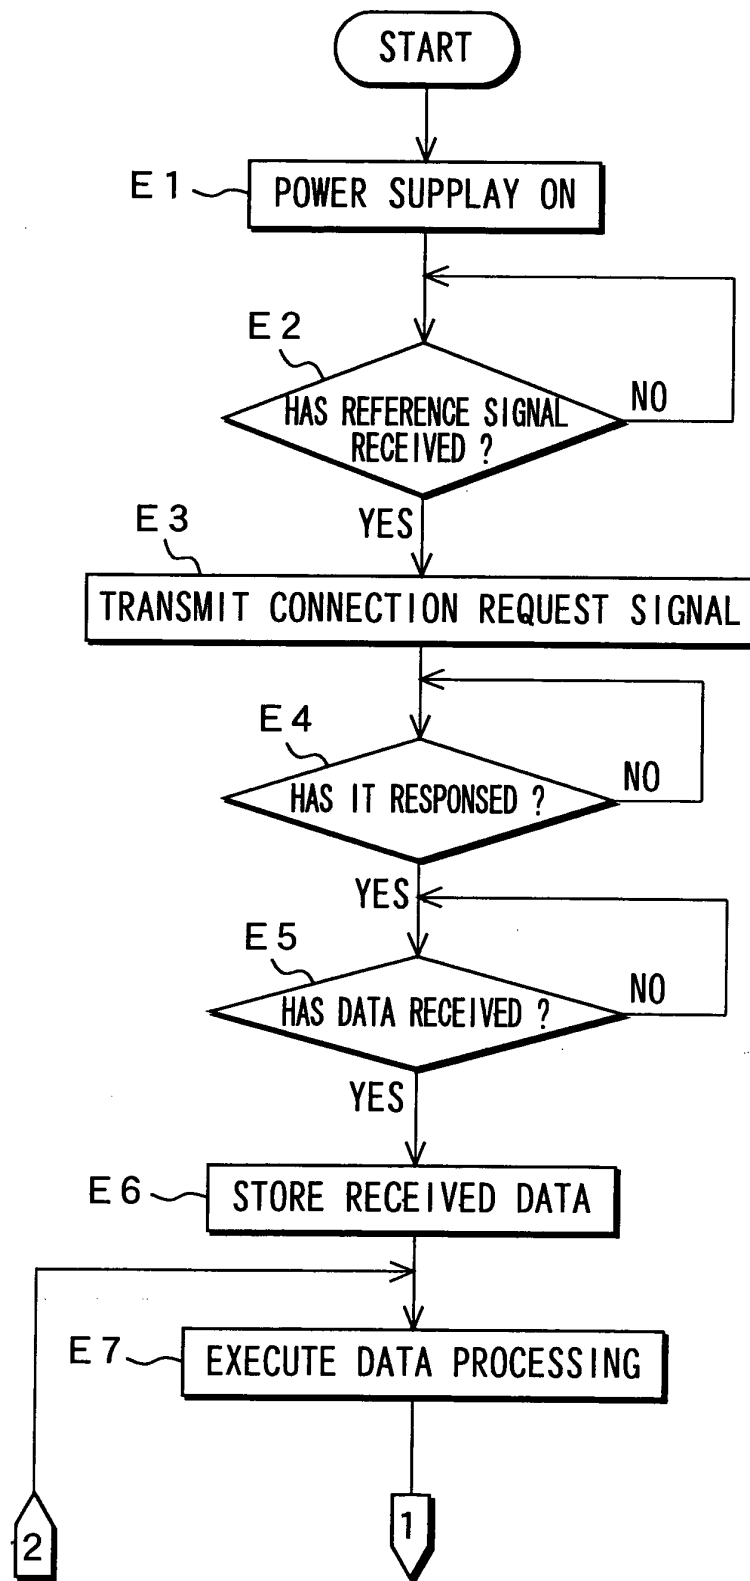 START
E1
POWER SUPPLAY ON
E2
HAS REFERENCE SIGNAL
RECEIVED ?
NO
YES
E3
TRANSMIT CONNECTION REQUEST SIGNAL
E4
HAS IT RESPONSED ?
NO
YES
E5
HAS DATA RECEIVED ?
NO
YES
E6
STORE RECEIVED DATA
E7
EXECUTE DATA PROCESSING
2
1